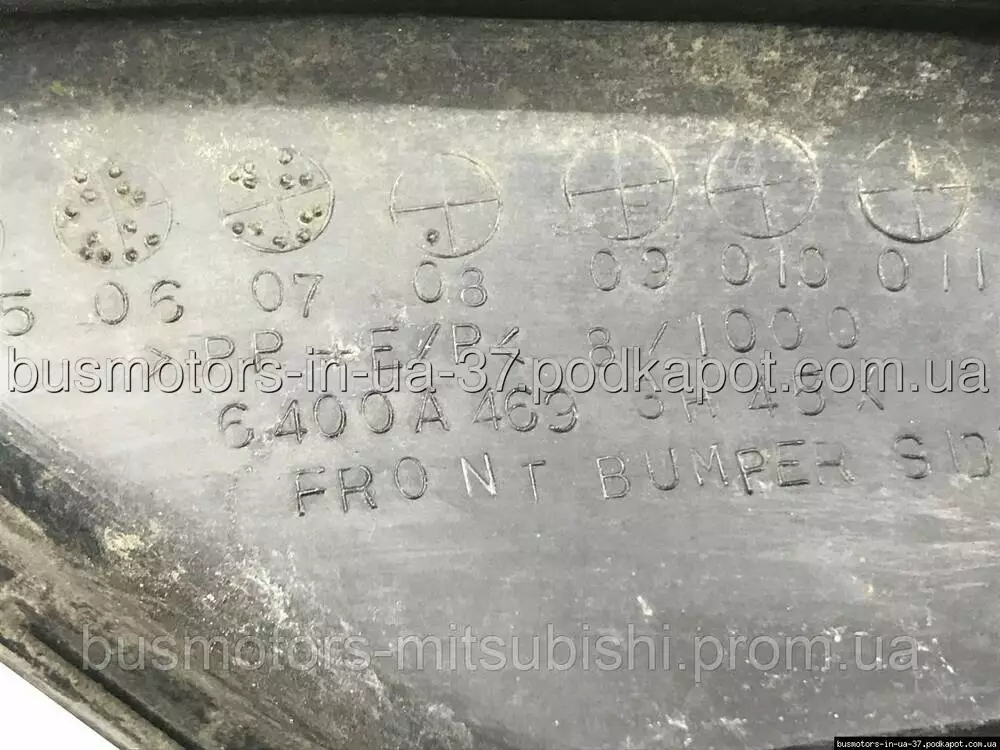 5 06 07 08 09 010 011
>PP-E/P< 8/1000
busmotors-in-ua-37.podkapot.com.ua
6400A469
FRONT BUMPER SID
busmotors-mitsubishi.prom.ua
busmotors-in-ua-37.podkapot.com.ua